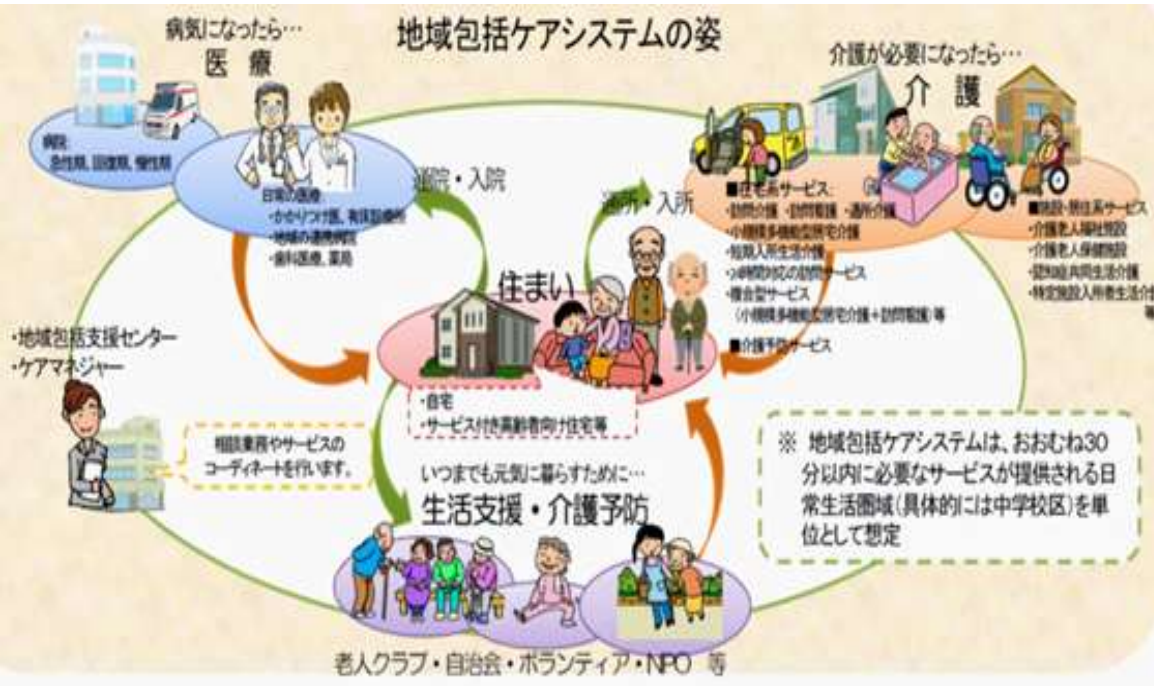 地域包括ケアシステムの姿
病気になったら…
医 療
病院:
急性期、回復期、慢性期
日常の医療:
・かかりつけ医、有床診療所
・地域の連携病院
・歯科医療、薬局
通院・入院
通所・入所
介護が必要になったら…
介 護
■在宅系サービス:
・訪問介護 ・訪問看護 ・通所介護
・小規模多機能型居宅介護
・短期入所生活介護
・24時間対応の訪問サービス
・複合型サービス
(小規模多機能型居宅介護+訪問看護)等
■介護予防サービス
■施設・居住系サービス
・介護老人福祉施設
・介護老人保健施設
・認知症共同生活介護
・特定施設入所者生活介
等
住まい
・自宅
・サービス付き高齢者向け住宅等
・地域包括支援センター
・ケアマネジャー
相談業務やサービスの
コーディネートを行います。
いつまでも元気に暮らすために…
生活支援・介護予防
老人クラブ・自治会・ボランティア・NPO 等
※ 地域包括ケアシステムは、おおむね30
分以内に必要なサービスが提供される日
常生活圏域(具体的には中学校区)を単
位として想定